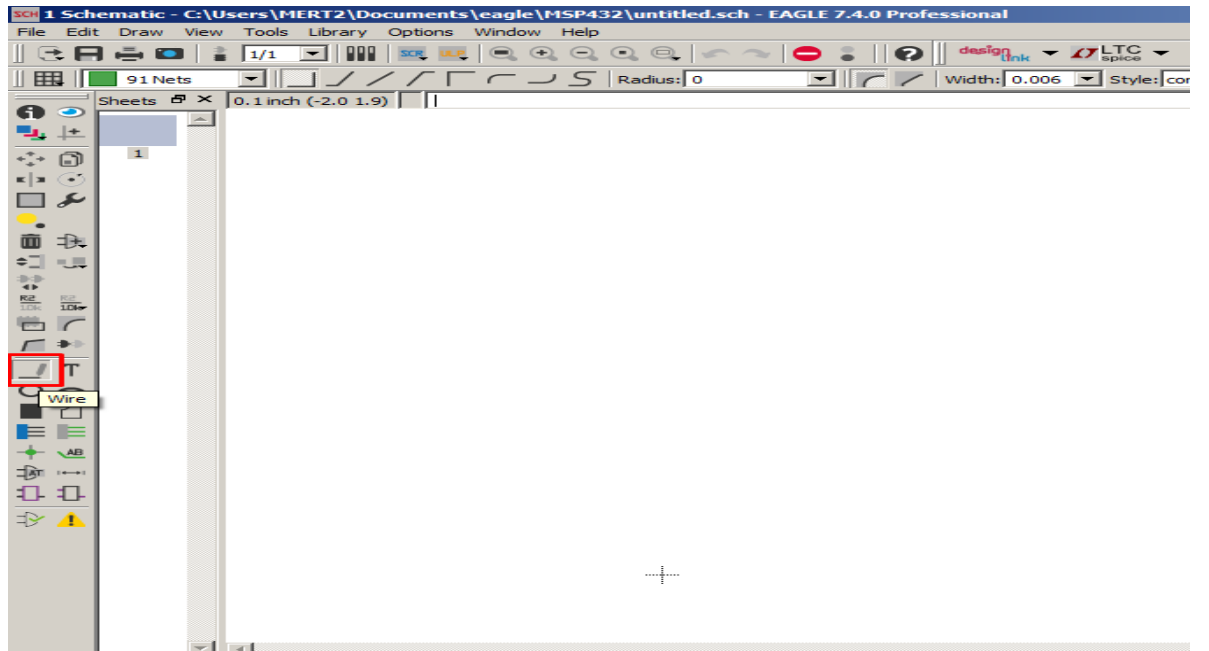 SCH 1 Schematic - C:\Users\MERT2\Documents\eagle\MSP432\untitled.sch - EAGLE 7.4.0 Professional
File Edit Draw View Tools Library Options Window Help
1/1 SCR ULP design link LTC spice
91 Nets Radius: 0 Width: 0.006 Style: cor
Sheets 0.1 inch (-2.0 1.9)
1
R2 10k R2 10k
T
Wire
AB
AT